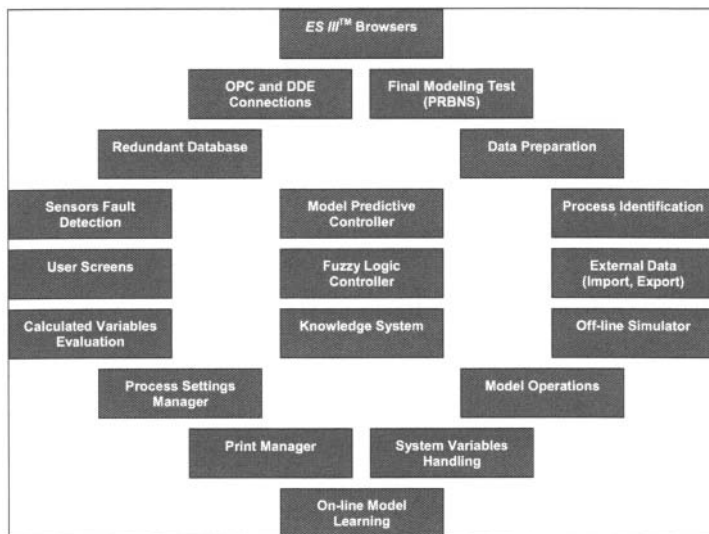 ES III™ Browsers
OPC and DDE
Connections
Final Modeling Test
(PRBNS)
Redundant Database
Data Preparation
Sensors Fault
Detection
Model Predictive
Controller
Process Identification
User Screens
Fuzzy Logic
Controller
External Data
(Import, Export)
Calculated Variables
Evaluation
Knowledge System
Off-line Simulator
Process Settings
Manager
Model Operations
Print Manager
System Variables
Handling
On-line Model
Learning